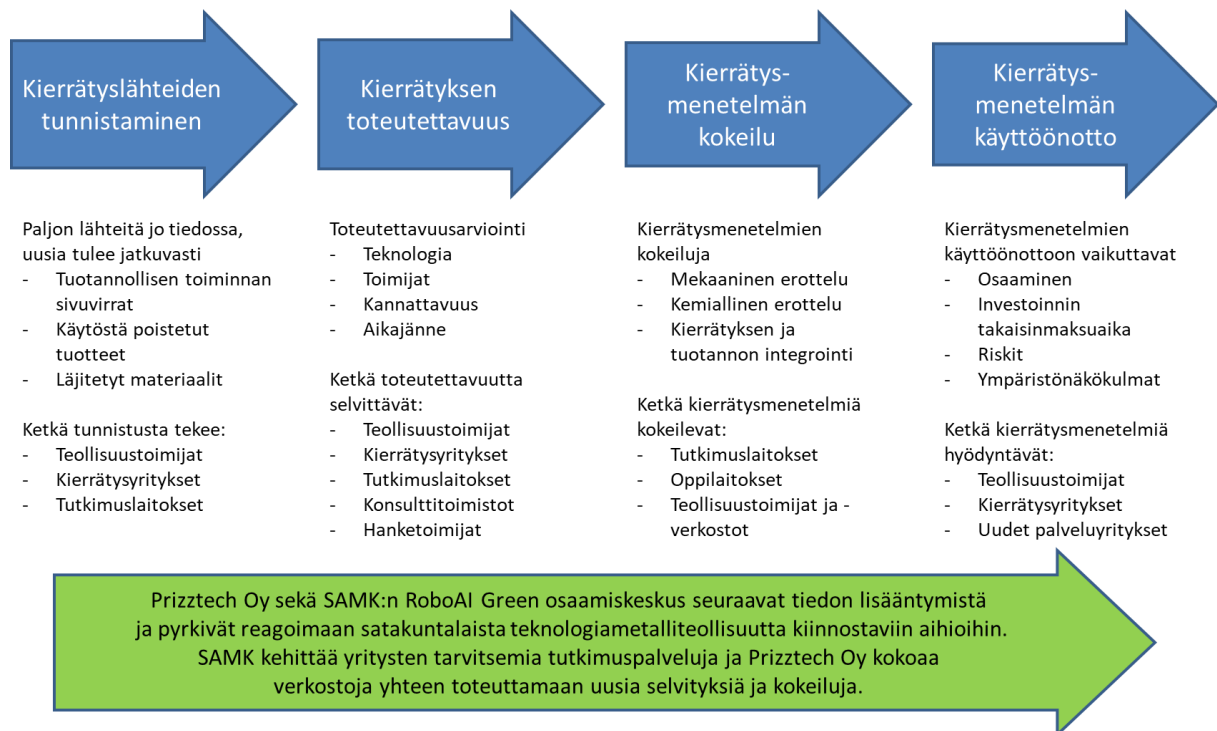 Kierrätyslähteiden
tunnistaminen
Kierrätyksen
toteutettavuus
Kierrätys-
menetelmän
kokeilu
Kierrätys-
menetelmän
käyttöönotto
Paljon lähteitä jo tiedossa,
uusia tulee jatkuvasti
- Tuotannollisen toiminnan
sivuvirrat
- Käytöstä poistetut
tuotteet
- Läjitetyt materiaalit
Ketkä tunnistusta tekee:
- Teollisuustoimijat
- Kierrätysyritykset
- Tutkimuslaitokset
Toteutettavuusarviointi
- Teknologia
- Toimijat
- Kannattavuus
- Aikajänne
Ketkä toteutettavuutta
selvittävät:
- Teollisuustoimijat
- Kierrätysyritykset
- Tutkimuslaitokset
- Konsulttitoimistot
- Hanketoimijat
Kierrätysmenetelmien
kokeiluja
- Mekaaninen erottelu
- Kemiallinen erottelu
- Kierrätyksen ja
tuotannon integrointi
Ketkä kierrätysmenetelmiä
kokeilevat:
- Tutkimuslaitokset
- Oppilaitokset
- Teollisuustoimijat ja -
verkostot
Kierrätysmenetelmien
käyttöönottoon vaikuttavat
- Osaaminen
- Investoinnin
takaisinmaksuaika
- Riskit
- Ympäristönäkökulmat
Ketkä kierrätysmenetelmiä
hyödyntävät:
- Teollisuustoimijat
- Kierrätysyritykset
- Uudet palveluyritykset
Prizztech Oy sekä SAMK:n RoboAI Green osaamiskeskus seuraavat tiedon lisääntymistä
ja pyrkivät reagoimaan satakuntalaista teknologiametalliteollisuutta kiinnostaviin aihioihin.
SAMK kehittää yritysten tarvitsemia tutkimuspalveluja ja Prizztech Oy kokoaa
verkostoja yhteen toteuttamaan uusia selvityksiä ja kokeiluja.